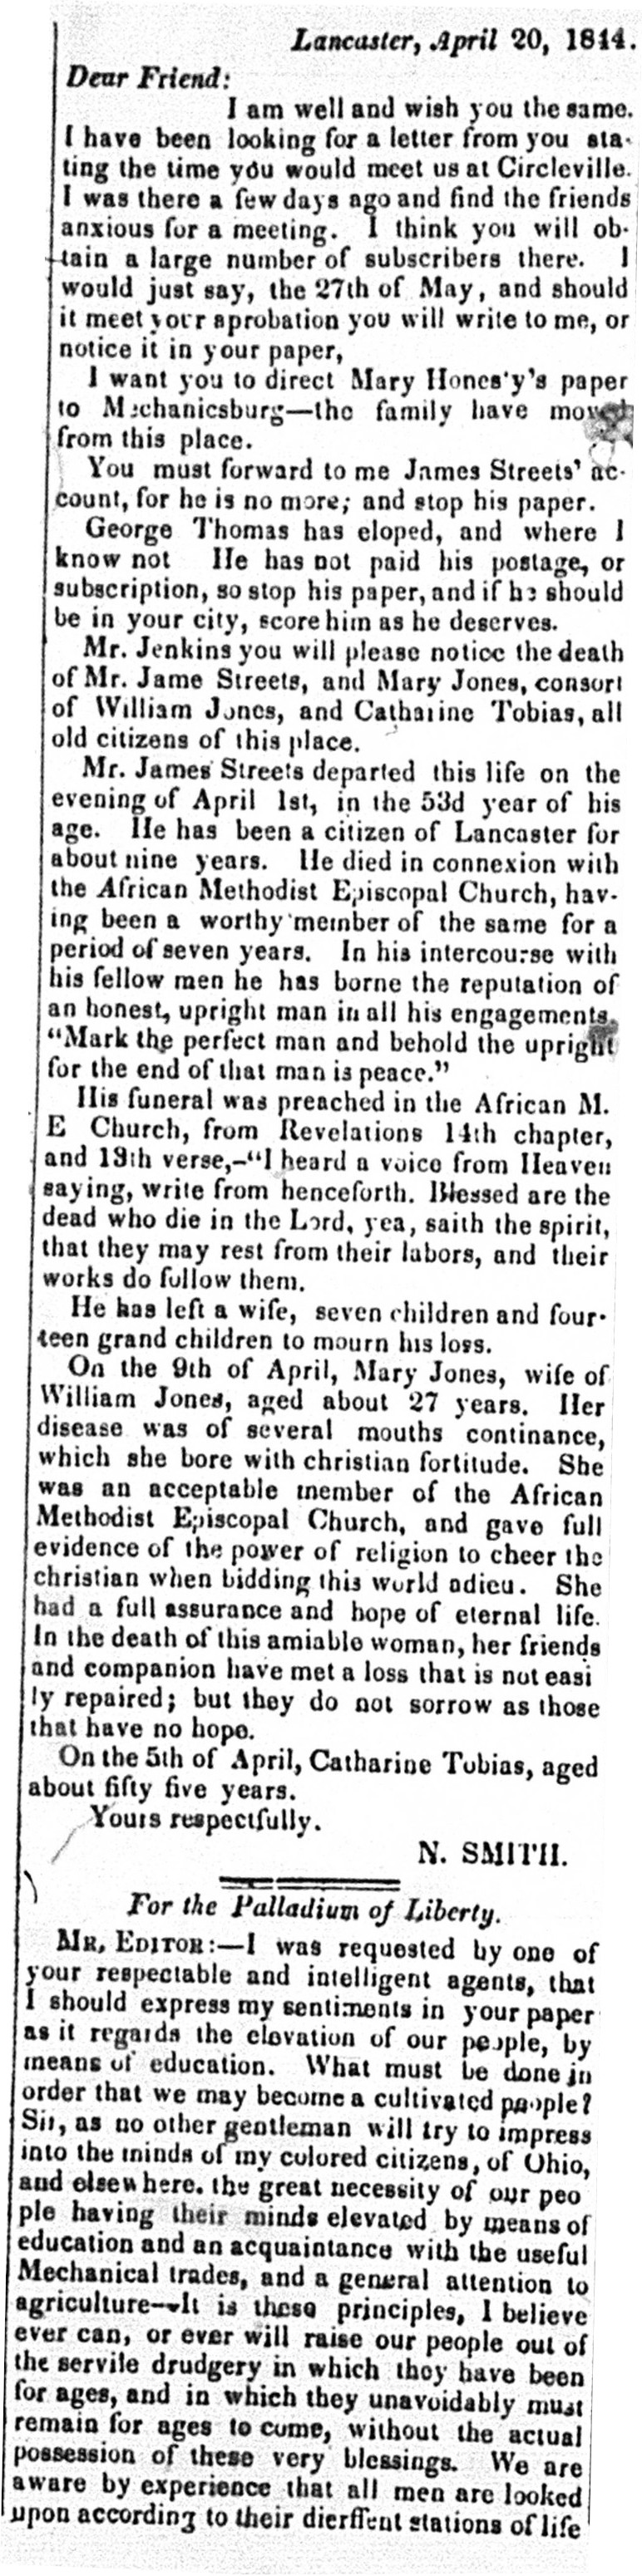 Lancaster, April 20, 1844.
Dear Friend:
I am well and wish you the same.
I have been looking for a letter from you sta-
ting the time you would meet us at Circleville.
I was there a few days ago and find the friends
anxious for a meeting. I think you will ob-
tain a large number of subscribers there. I
would just say, the 27th of May, and should
it meet your aprobation you will write to me, or
notice it in your paper,
I want you to direct Mary Hones'y's paper
to Mechanicsburg—the family have moved
from this place.
You must forward to me James Streets' ac-
count, for he is no more; and stop his paper.
George Thomas has eloped, and where I
know not He has not paid his postage, or
subscription, so stop his paper, and if he should
be in your city, score him as he deserves.
Mr. Jenkins you will please notice the death
of Mr. Jame Streets, and Mary Jones, consort
of William Jones, and Catharine Tobias, all
old citizens of this place.
Mr. James Streets departed this life on the
evening of April 1st, in the 53d year of his
age. He has been a citizen of Lancaster for
about nine years. He died in connexion with
the African Methodist Episcopal Church, hav-
ing been a worthy member of the same for a
period of seven years. In his intercourse with
his fellow men he has borne the reputation of
an honest, upright man in all his engagements.
"Mark the perfect man and behold the upright
for the end of that man is peace."
His funeral was preached in the African M.
E Church, from Revelations 14th chapter,
and 13th verse,-"I heard a voice from Heaven
saying, write from henceforth. Blessed are the
dead who die in the Lord, yea, saith the spirit,
that they may rest from their labors, and their
works do follow them.
He has left a wife, seven children and four-
teen grand children to mourn his loss.
On the 9th of April, Mary Jones, wife of
William Jones, aged about 27 years. Her
disease was of several mouths continance,
which she bore with christian fortitude. She
was an acceptable member of the African
Methodist Episcopal Church, and gave full
evidence of the power of religion to cheer the
christian when bidding this world adieu. She
had a full assurance and hope of eternal life.
In the death of this amiable woman, her friends
and companion have met a loss that is not easi
ly repaired; but they do not sorrow as those
that have no hope.
On the 5th of April, Catharine Tobias, aged
about fifty five years.
Yours respectfully.
N. SMITH.
For the Palladium of Liberty.
MR, EDITOR:—I was requested by one of
your respectable and intelligent agents, that
I should express my sentiments in your paper
as it regards the elovation of our people, by
means of education. What must be done in
order that we may become a cultivated people?
Sir, as no other gentleman will try to impress
into the minds of my colored citizens, of Ohio,
and elsewhere. the great necessity of our peo
ple having their minds elevated by means of
education and an acquaintance with the useful
Mechanical trades, and a general attention to
agriculture--It is these principles, I believe
ever can, or ever will raise our people out of
the servile drudgery in which they have been
for ages, and in which they unavoidably must
remain for ages to come, without the actual
possession of these very blessings. We are
aware by experience that all men are looked
upon according to their dierffent stations of life